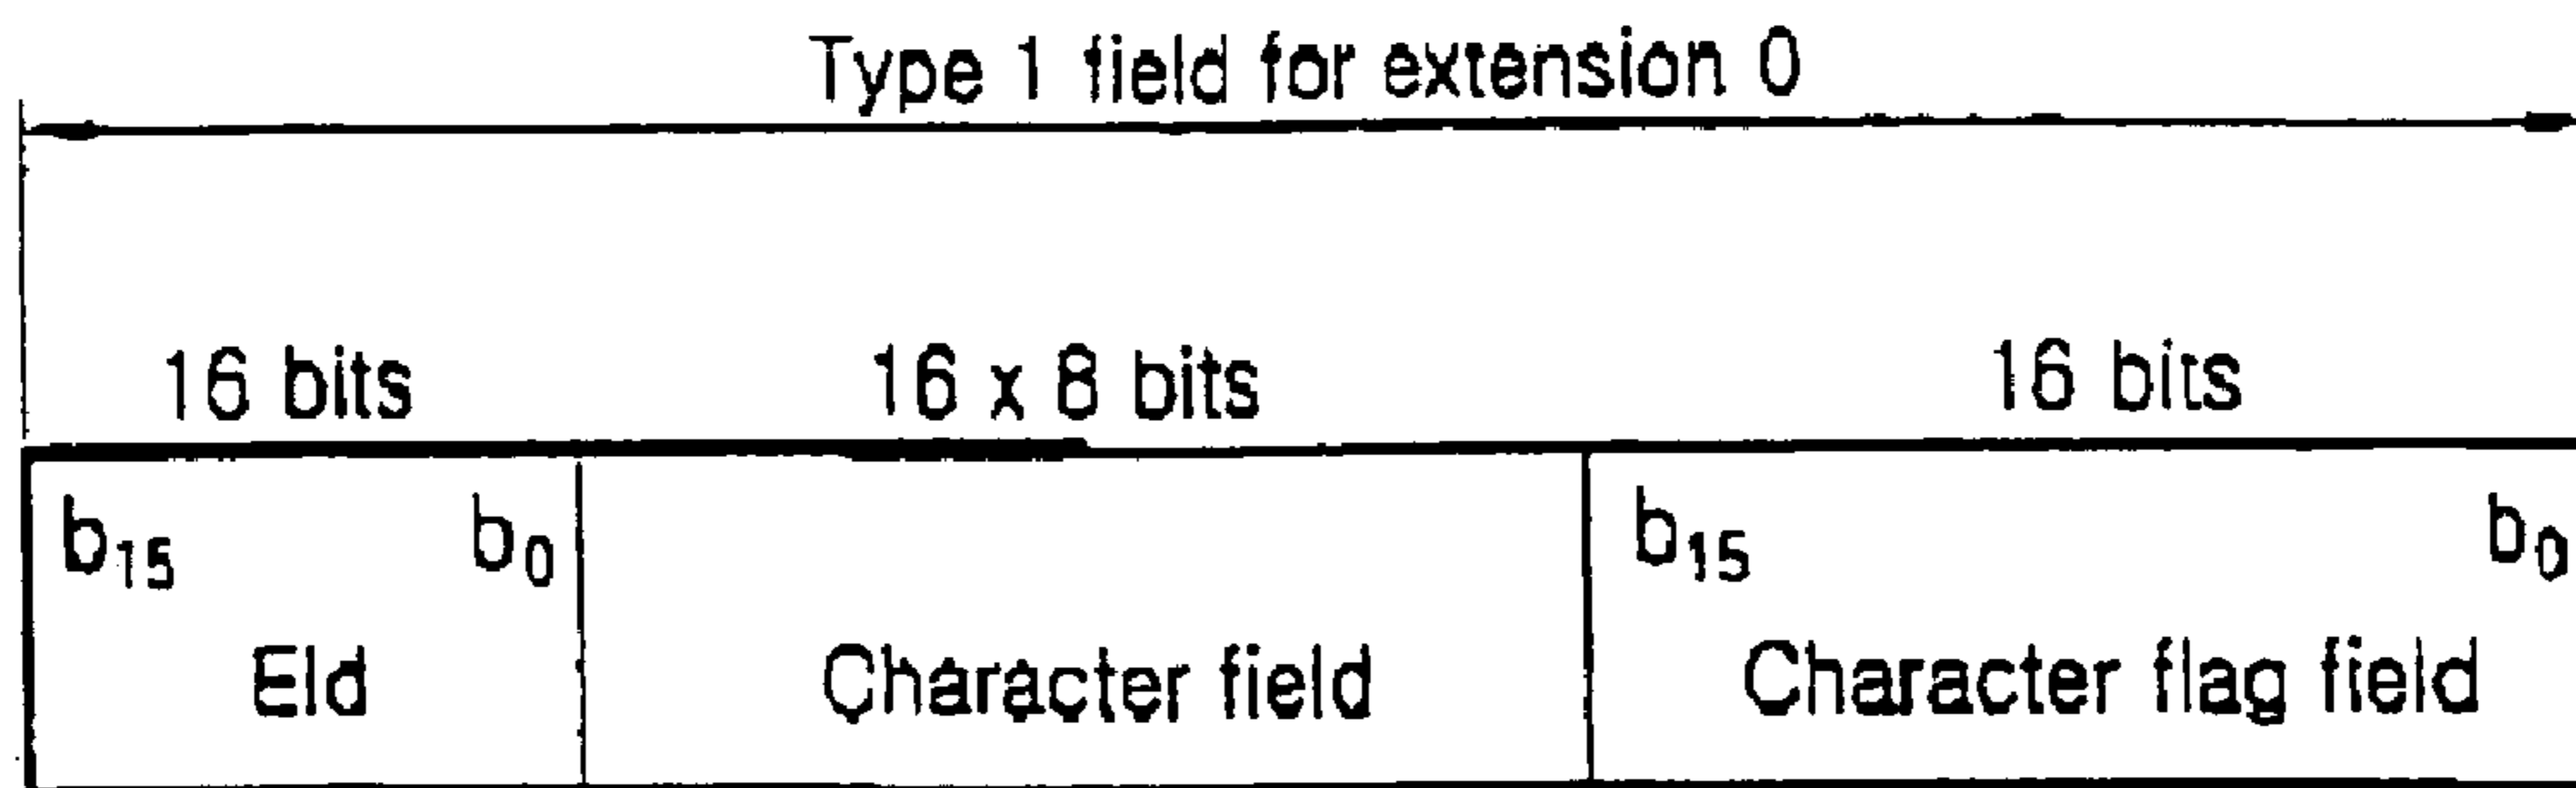 Type 1 field for extension 0
16 bits 16 x 8 bits 16 bits
b15 b0 b15 b0
EId Character field Character flag field